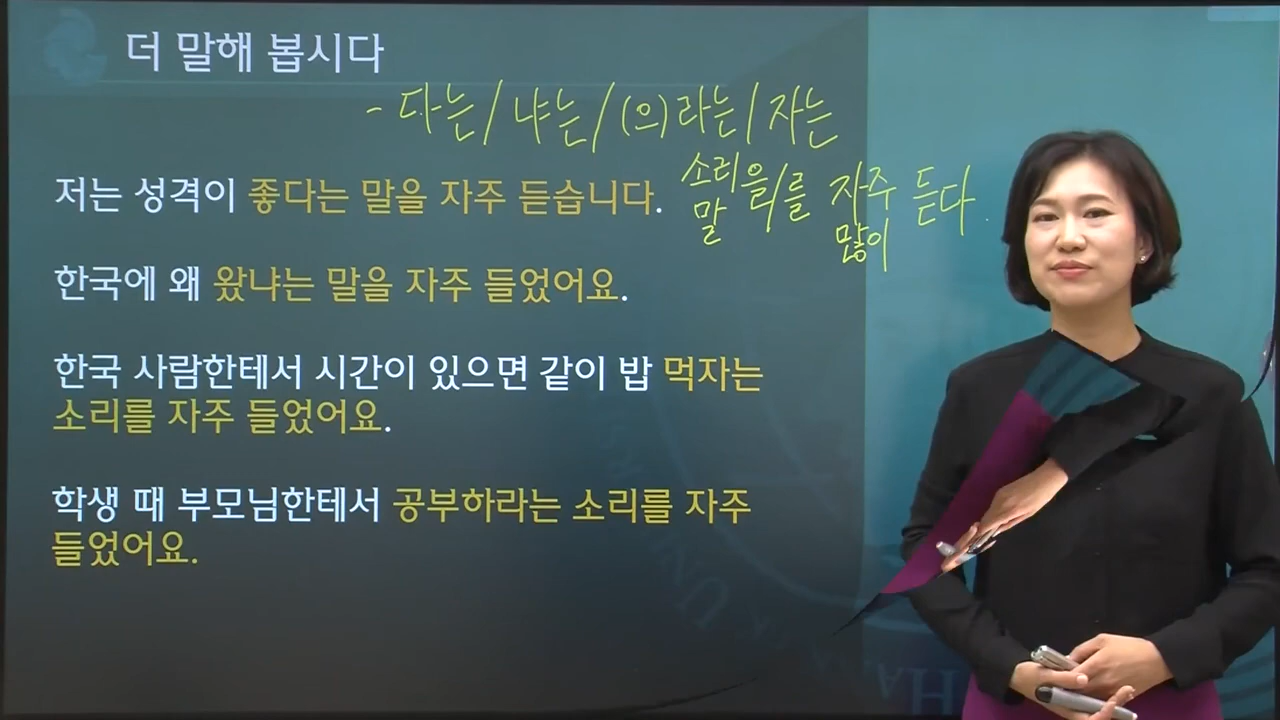 더 말해 봅시다
- 다는 / 냐는 / (으)라는 / 자는
소리
말
을/를 자주 듣다.
많이
저는 성격이 좋다는 말을 자주 듣습니다.
한국에 왜 왔냐는 말을 자주 들었어요.
한국 사람한테서 시간이 있으면 같이 밥 먹자는
소리를 자주 들었어요.
학생 때 부모님한테서 공부하라는 소리를 자주
들었어요.